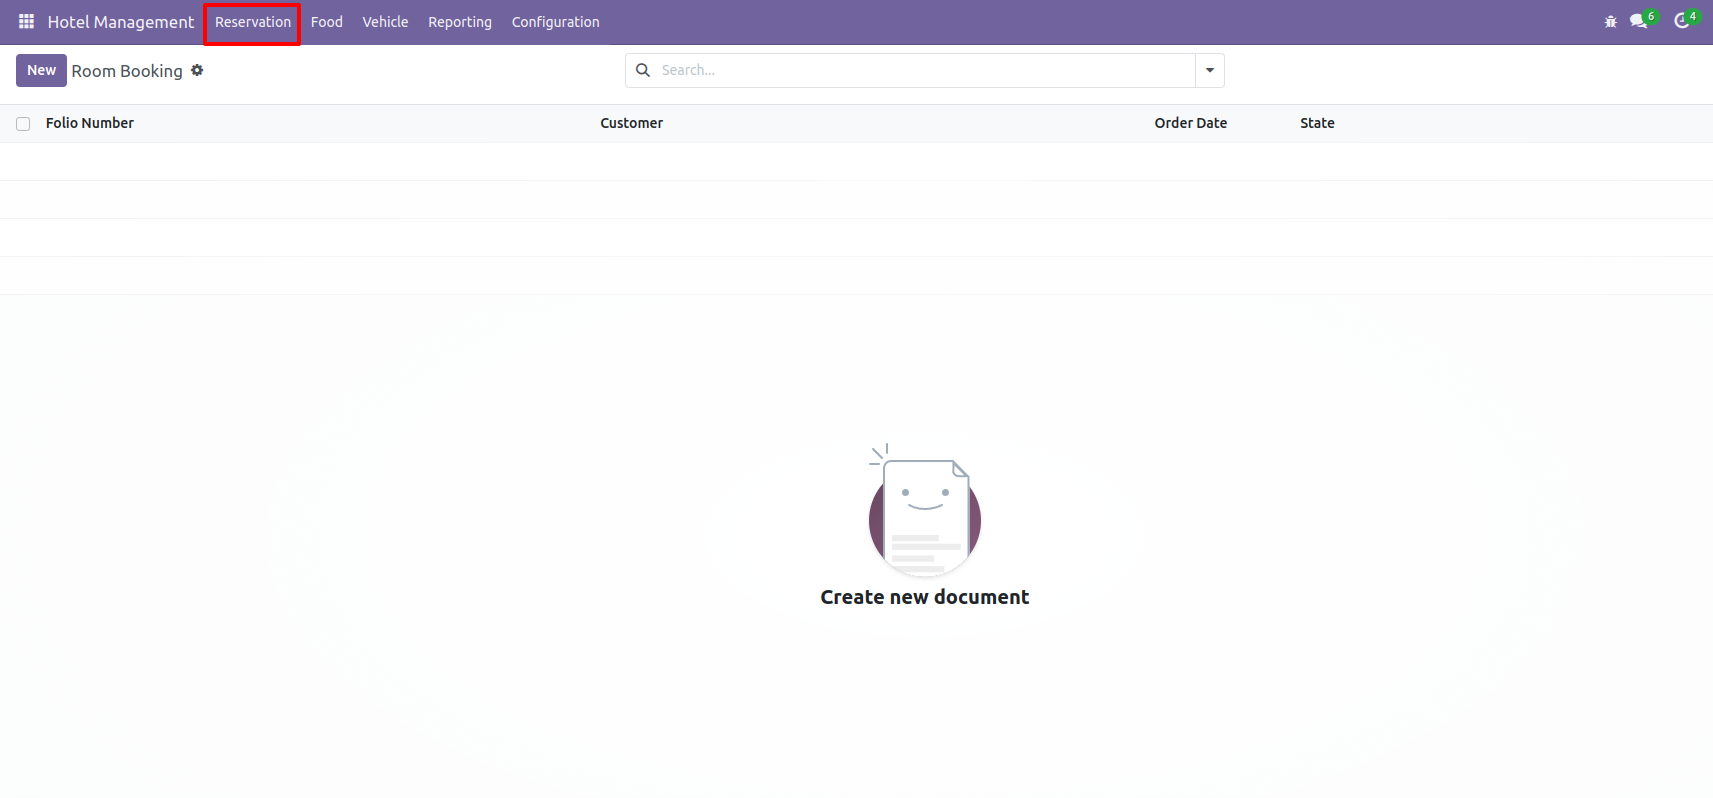 Hotel Management Reservation Food Vehicle Reporting Configuration 6 4
New Room Booking Search...
Folio Number Customer Order Date State
Create new document